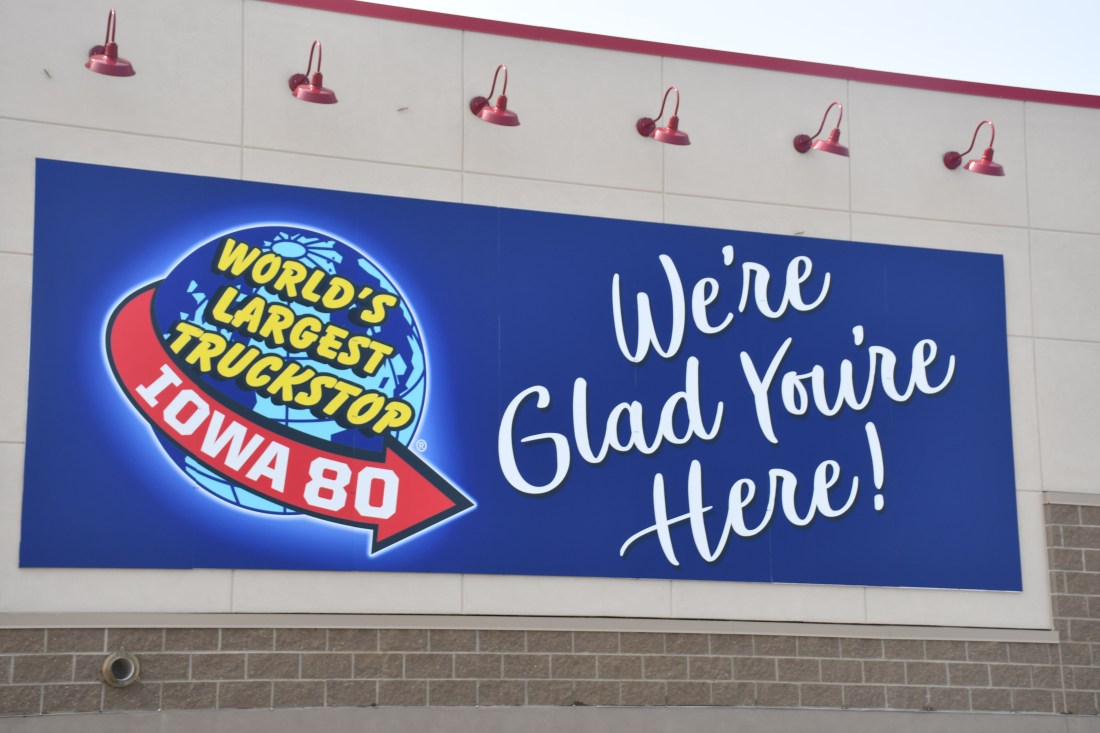 WORLD'S
LARGEST
TRUCKSTOP
IOWA 80
®
We're
Glad You're
Here!